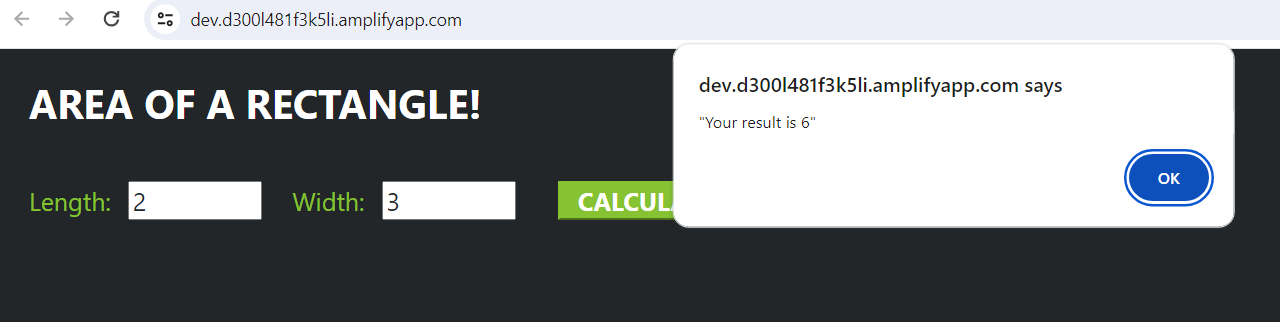 dev.d300l481f3k5li.amplifyapp.com
AREA OF A RECTANGLE!
dev.d300l481f3k5li.amplifyapp.com says
"Your result is 6"
OK
Length: 2 Width: 3